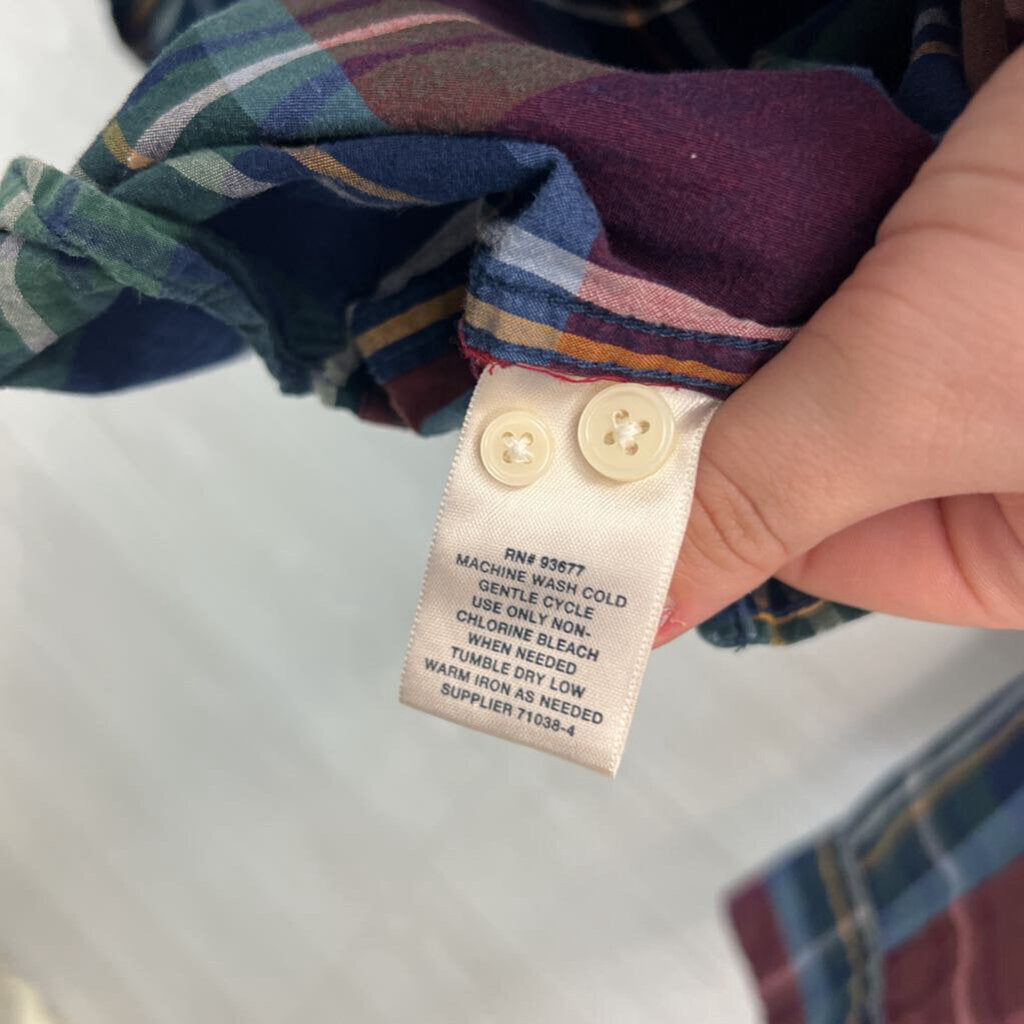 RN# 93677
MACHINE WASH COLD
GENTLE CYCLE
USE ONLY NON-
CHLORINE BLEACH
WHEN NEEDED
TUMBLE DRY LOW
WARM IRON AS NEEDED
SUPPLIER 71038-4